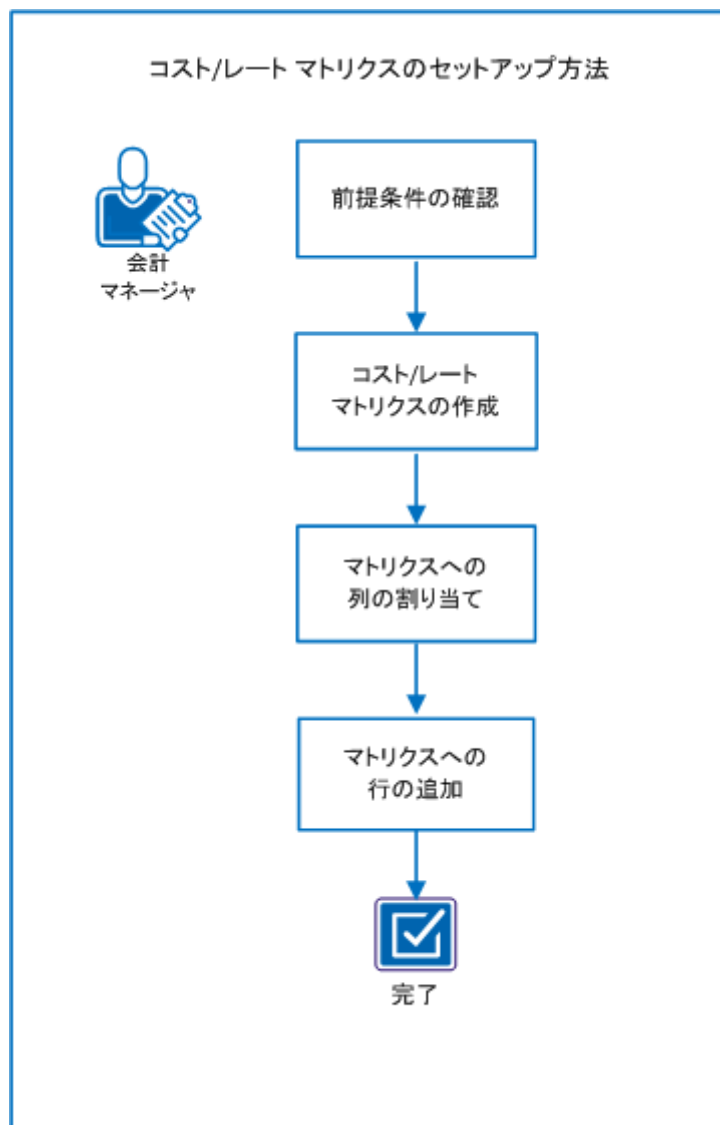 コスト/レート マトリクスのセットアップ方法
会計
マネージャ
前提条件の確認
コスト/レート
マトリクスの作成
マトリクスへの
列の割り当て
マトリクスへの
行の追加
完了